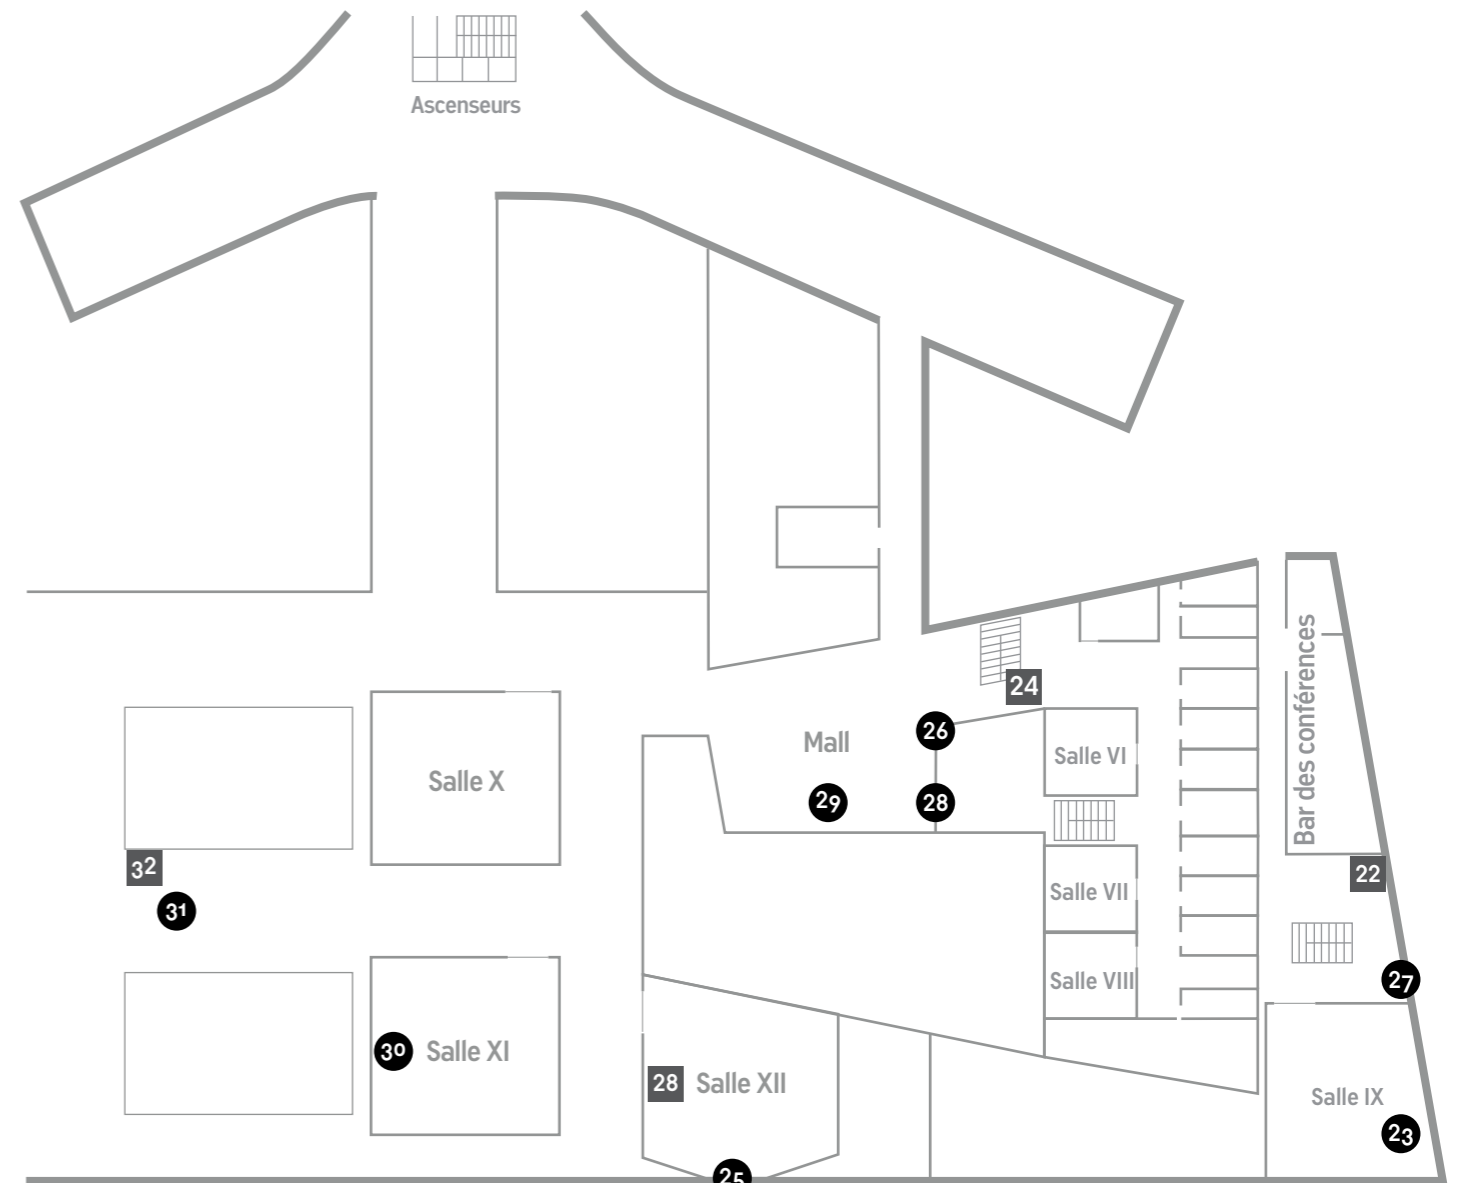 Ascenseurs
24
26
Mall
Salle VI
Bar des conférences
Salle X
29
28
32
22
Salle VII
31
27
Salle VIII
30
Salle XI
28
Salle XII
Salle IX
23
25